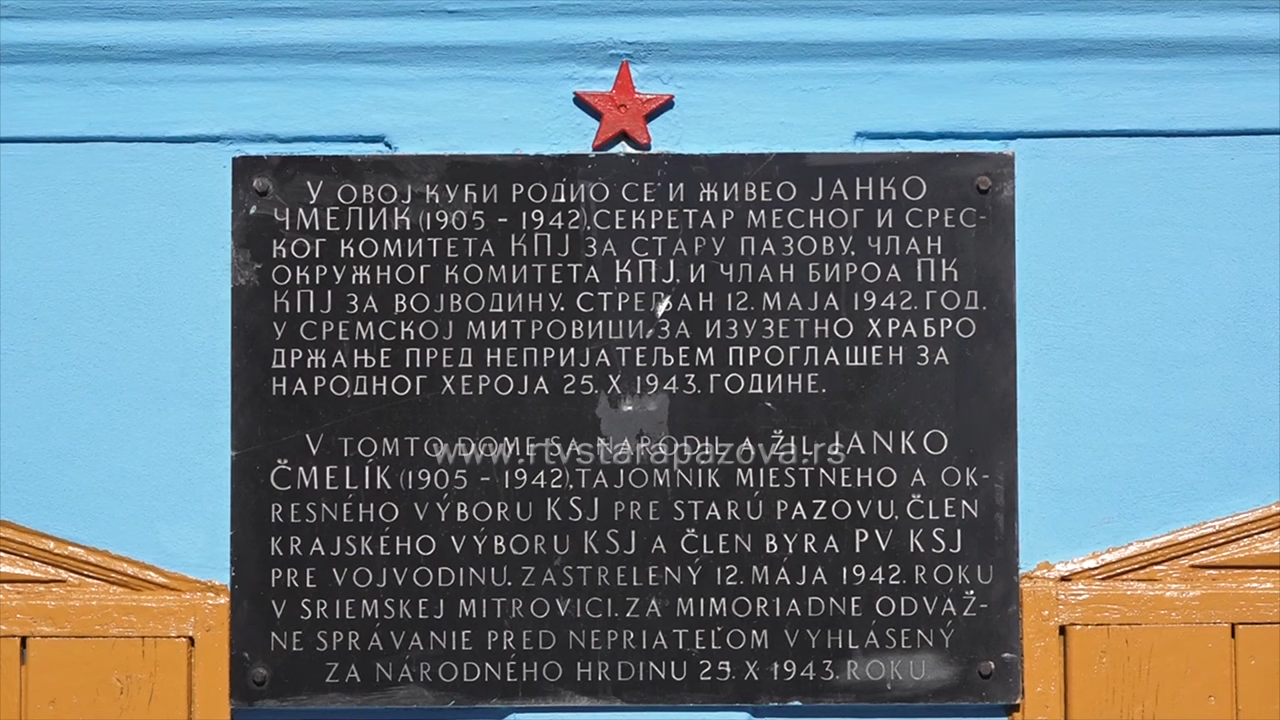 У ОВОЈ КУЋИ РОДИО СЕ И ЖИВЕО ЈАНКО
ЧМЕЛИК (1905 - 1942), СЕКРЕТАР МЕСНОГ И СРЕС-
КОГ КОМИТЕТА КПЈ ЗА СТАРУ ПАЗОВУ, ЧЛАН
ОКРУЖНОГ КОМИТЕТА КПЈ, И ЧЛАН БИРОА ПК
КПЈ ЗА ВОЈВОДИНУ. СТРЕЉАН 12. МАЈА 1942. ГОД.
У СРЕМСКОЈ МИТРОВИЦИ. ЗА ИЗУЗЕТНО ХРАБРО
ДРЖАЊЕ ПРЕД НЕПРИЈАТЕЉЕМ ПРОГЛАШЕН ЗА
НАРОДНОГ ХЕРОЈА 25. X 1943. ГОДИНЕ.
V TOMTO DOME SA NARODIL A ŽIL JANKO
www.rtvstarapazova.rs
ČMELÍK (1905 - 1942), TAJOMNIK MIESTNEHO A OK-
RESNÉHO VÝBORU KSJ PRE STARÚ PAZOVU, ČLEN
KRAJSKÉHO VÝBORU KSJ A ČLEN BYRA PV KSJ
PRE VOJVODINU. ZASTRELENÝ 12. MÁJA 1942. ROKU
V SRIEMSKEJ MITROVICI. ZA MIMORIADNE ODVÁŽ-
NE SPRÁVANIE PRED NEPRIATEĽOM VYHLÁSENÝ
ZA NÁRODNÉHO HRDINU 25. X 1943. ROKU